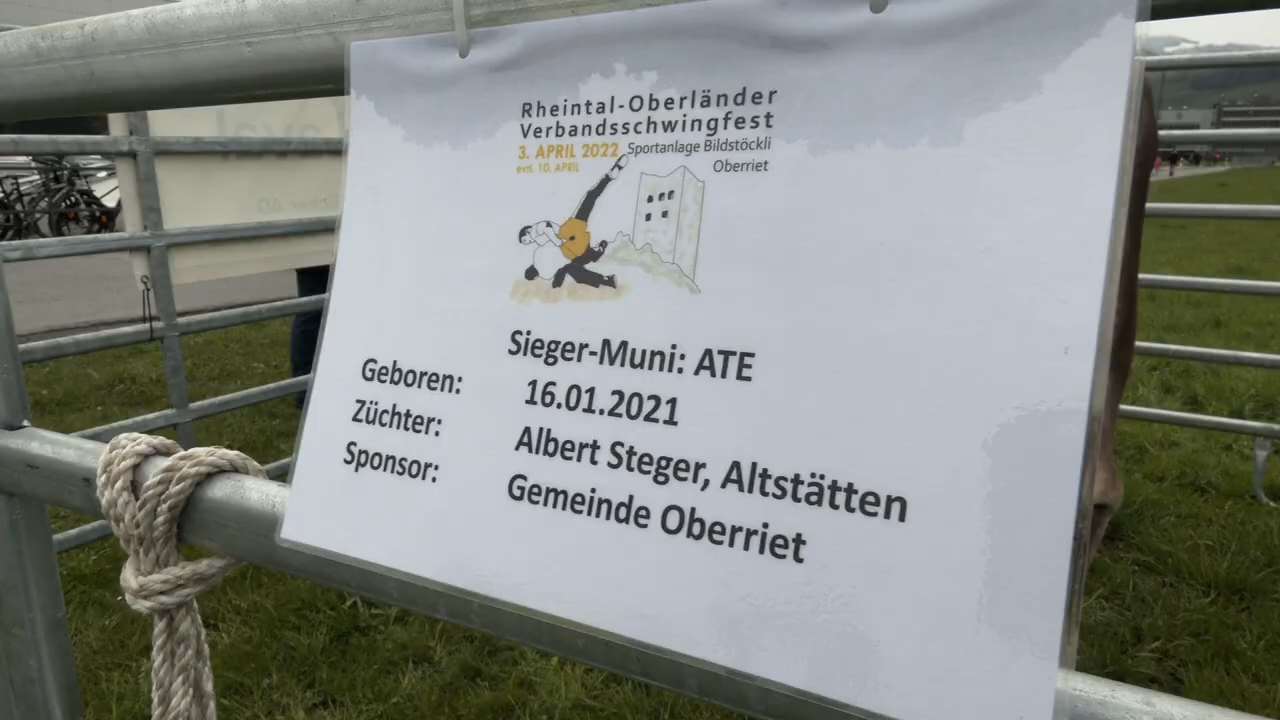 Rheintal-Oberländer
Verbandsschwingfest
3. APRIL 2022 Sportanlage Bildstöckli
evtl. 10. APRIL Oberriet
Sieger-Muni: ATE
Geboren: 16.01.2021
Züchter: Albert Steger, Altstätten
Sponsor: Gemeinde Oberriet